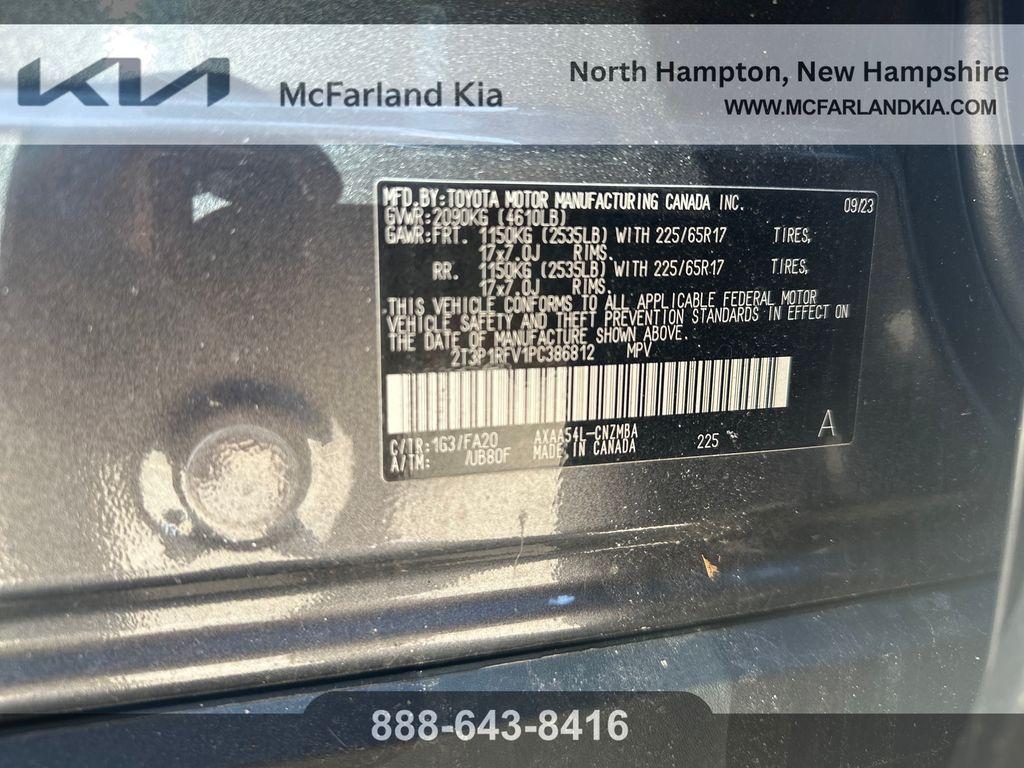 KIA
McFarland Kia
North Hampton, New Hampshire
WWW.MCFARLANDKIA.COM
MFD.BY:TOYOTA MOTOR MANUFACTURING CANADA INC. 09/23
GVWR:2090KG (4610LB)
GAWR:FRT. 1150KG (2535LB) WITH 225/65R17 TIRES,
17x7.0J RIMS.
RR. 1150KG (2535LB) WITH 225/65R17 TIRES,
17x7.0J RIMS.
THIS VEHICLE CONFORMS TO ALL APPLICABLE FEDERAL MOTOR
VEHICLE SAFETY AND THEFT PREVENTION STANDARDS IN EFFECT ON
THE DATE OF MANUFACTURE SHOWN ABOVE.
2T3P1RFV1PC386812 MPV
C/TR:1G3/FA20 AXAA54L-CNZMBA 225 A
A/TM: /UB80F MADE IN CANADA
888-643-8416